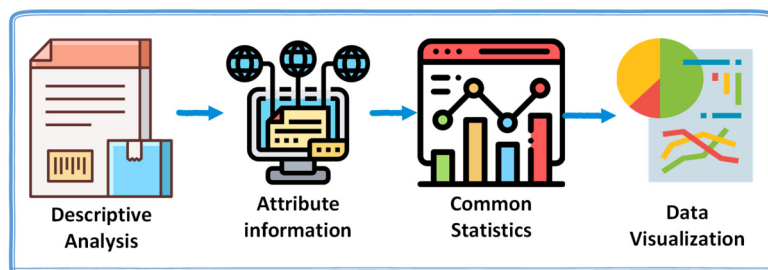 Descriptive
Analysis
Attribute
information
Common
Statistics
Data
Visualization